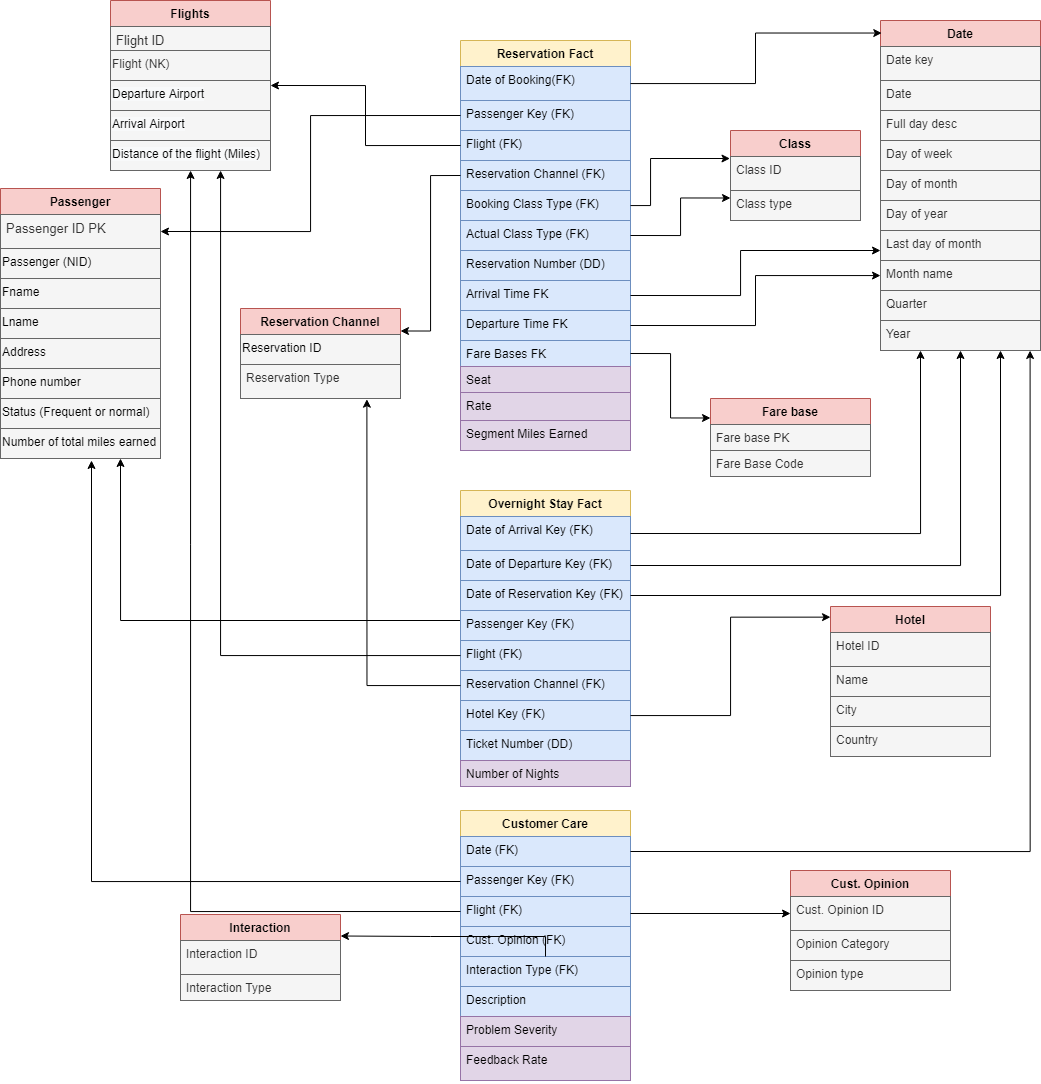 Flights
Flight ID
Flight (NK)
Departure Airport
Arrival Airport
Distance of the flight (Miles)
Passenger
Passenger ID PK
Passenger (NID)
Fname
Lname
Address
Phone number
Status (Frequent or normal)
Number of total miles earned
Reservation Channel
Reservation ID
Reservation Type
Reservation Fact
Date of Booking(FK)
Passenger Key (FK)
Flight (FK)
Reservation Channel (FK)
Booking Class Type (FK)
Actual Class Type (FK)
Reservation Number (DD)
Arrival Time FK
Departure Time FK
Fare Bases FK
Seat
Rate
Segment Miles Earned
Class
Class ID
Class type
Date
Date key
Date
Full day desc
Day of week
Day of month
Day of year
Last day of month
Month name
Quarter
Year
Fare base
Fare base PK
Fare Base Code
Overnight Stay Fact
Date of Arrival Key (FK)
Date of Departure Key (FK)
Date of Reservation Key (FK)
Passenger Key (FK)
Flight (FK)
Reservation Channel (FK)
Hotel Key (FK)
Ticket Number (DD)
Number of Nights
Hotel
Hotel ID
Name
City
Country
Customer Care
Date (FK)
Passenger Key (FK)
Flight (FK)
Cust. Opinion (FK)
Interaction Type (FK)
Description
Problem Severity
Feedback Rate
Interaction
Interaction ID
Interaction Type
Cust. Opinion
Cust. Opinion ID
Opinion Category
Opinion type